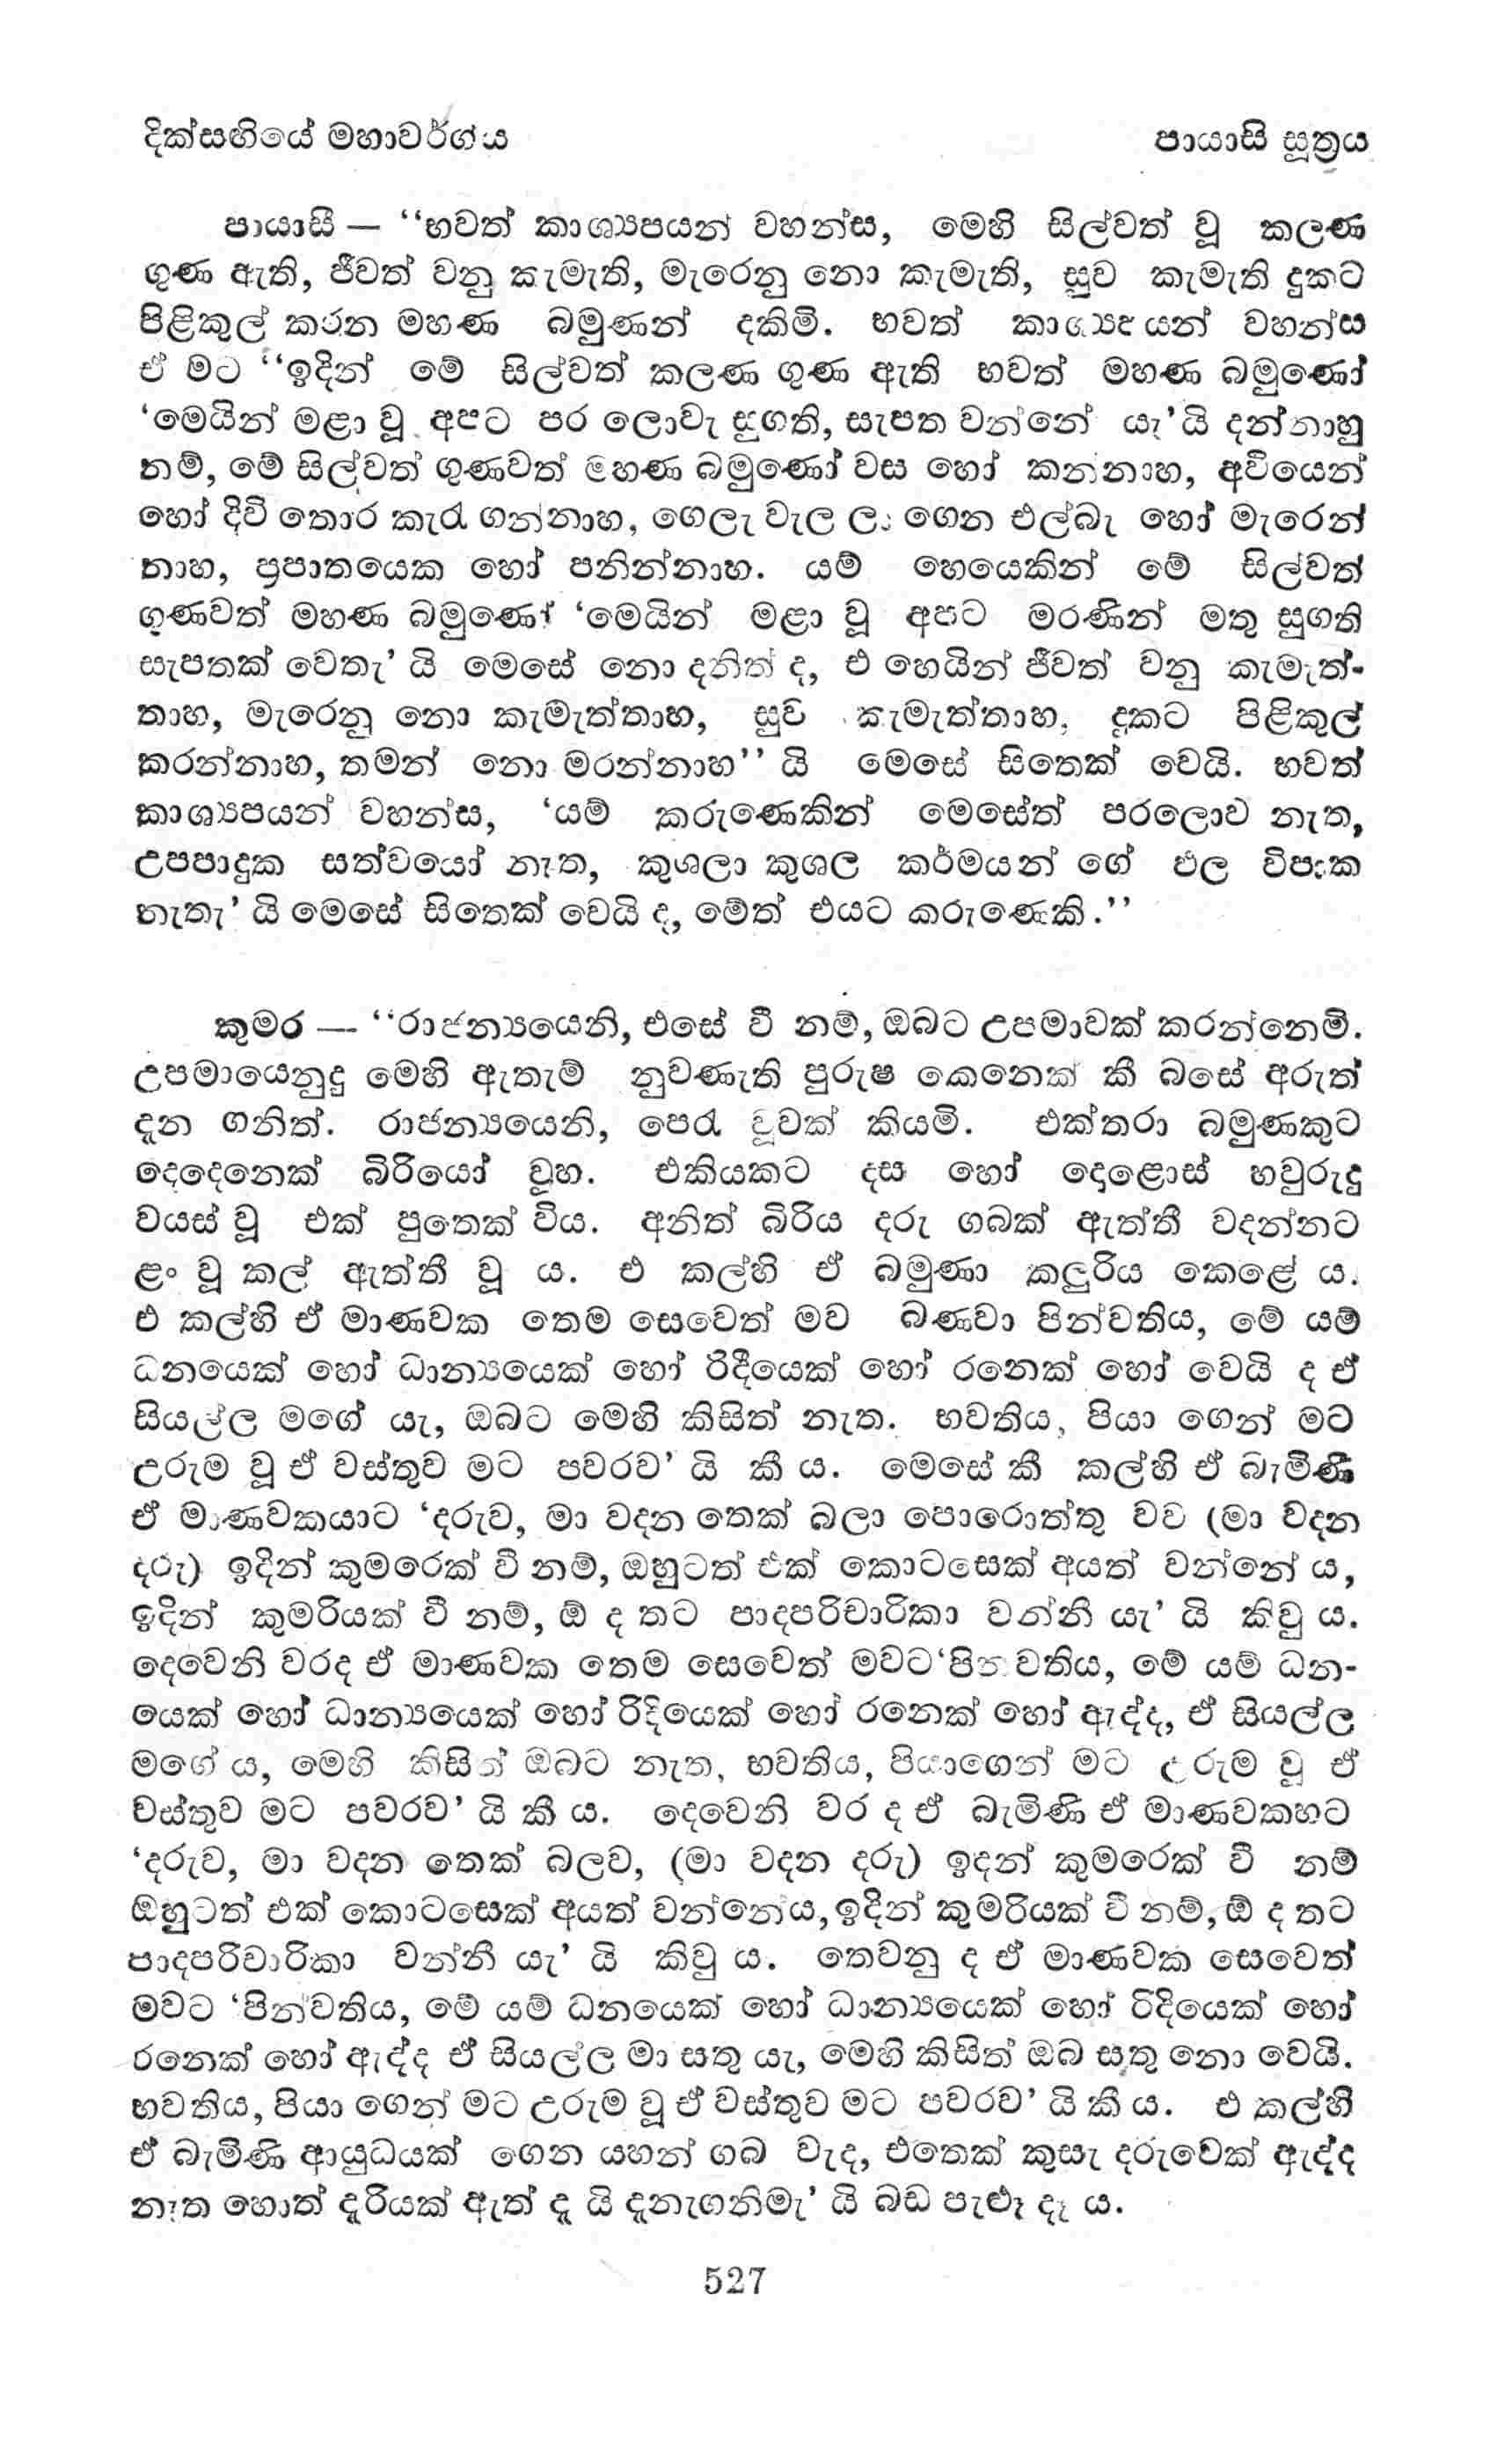 දික්සඟියේ මහාවර්ගය පායාසි සූත්‍රය
පායාසි — ‘‘භවත් කාශ්‍යපයන් වහන්ස, මෙහි සිල්වත් වූ කලණ
ගුණ ඇති, ජීවත් වනු කැමැති, මැරෙනු නො කැමැති, සුව කැමැති දුකට
පිළිකුල් කරන මහණ බමුණන් දකිමි. භවත් කාශ්‍යපයන් වහන්ස
ඒ මට ‘‘ඉදින් මේ සිල්වත් කලණ ගුණ ඇති භවත් මහණ බමුණෝ
‘මෙයින් මළා වූ අපට පර ලොවැ සුගති, සැපත වන්නේ යැ’යි දන්නාහු
නම්, මේ සිල්වත් ගුණවත් මහණ බමුණෝ වස හෝ කන්නාහ, අවියෙන්
හෝ දිවි තොර කැරැ ගන්නාහ, ගෙලැ වැල ලා ගෙන එල්බැ හෝ මැරෙන්
නාහ, ප්‍රපාතයෙක හෝ පනින්නාහ. යම් හෙයෙකින් මේ සිල්වත්
ගුණවත් මහණ බමුණෝ ‘මෙයින් මළා වූ අපට මරණින් මතු සුගති
සැපතක් වෙතැ’ යි මෙසේ නො දනිත් ද, එ හෙයින් ජීවත් වනු කැමැත්-
තාහ, මැරෙනු නො කැමැත්තාහ, සුව කැමැත්තාහ, දුකට පිළිකුල්
කරන්නාහ, තමන් නො මරන්නාහ’’ යි මෙසේ සිතෙක් වෙයි. භවත්
කාශ්‍යපයන් වහන්ස, ‘යම් කරුණෙකින් මෙසේත් පරලොව නැත,
උපපාදුක සත්වයෝ නැත, කුශලා කුශල කර්මයන් ගේ ඵල විපාක
නැතැ’ යි මෙසේ සිතෙක් වෙයි ද, මේත් එයට කරුණෙකි.’’
කුමර — ‘‘රාජන්‍යයෙනි, එසේ වී නම්, ඔබට උපමාවක් කරන්නෙමි.
උපමායෙනුදු මෙහි ඇතැම් නුවණැති පුරුෂ කෙනෙක් කී බසේ අරුත්
දැන ගනිත්. රාජන්‍යයෙනි, පෙරැ වූවක් කියමි. එක්තරා බමුණකුට
දෙදෙනෙක් බිරියෝ වූහ. එකියකට දස හෝ දොළොස් හවුරුදු
වයස් වූ එක් පුතෙක් විය. අනිත් බිරිය දරු ගබක් ඇත්තී වදන්නට
ළං වූ කල් ඇත්තී වූ ය. එ කල්හි ඒ බමුණා කලුරිය කෙළේ ය.
එ කල්හි ඒ මාණවක තෙම සෙවෙත් මව බණවා පින්වතිය, මේ යම්
ධනයෙක් හෝ ධාන්‍යයෙක් හෝ රිදීයෙක් හෝ රනෙක් හෝ වෙයි ද ඒ
සියල්ල මගේ යැ, ඔබට මෙහි කිසිත් නැත. භවතිය, පියා ගෙන් මට
උරුම වූ ඒ වස්තුව මට පවරව’ යි කී ය. මෙසේ කී කල්හි ඒ බැමිණී
ඒ මාණවකයාට ‘දරුව, මා වදන තෙක් බලා පොරොත්තු වව (මා වදන
දරු) ඉදින් කුමරෙක් වී නම්, ඔහුටත් එක් කොටසෙක් අයත් වන්නේ ය,
ඉදින් කුමරියක් වී නම්, ඕ ද තට පාදපරිචාරිකා වන්නී යැ’ යි කිවු ය.
දෙවෙනි වරද ඒ මාණවක තෙම සෙවෙත් මවට‘පින්වතිය, මේ යම් ධන-
යෙක් හෝ ධාන්‍යයෙක් හෝ රිදියෙක් හෝ රනෙක් හෝ ඇද්ද, ඒ සියල්ල
මගේ ය, මෙහි කිසිත් ඔබට නැත, භවතිය, පියාගෙන් මට උරුම වූ ඒ
වස්තුව මට පවරව’ යි කී ය. දෙවෙනි වර ද ඒ බැමිණි ඒ මාණවකහට
‘දරුව, මා වදන තෙක් බලව, (මා වදන දරු) ඉදන් කුමරෙක් වී නම්
ඔහුටත් එක් කොටසෙක් අයත් වන්නේය, ඉදින් කුමරියක් වී නම්, ඕ ද තට
පාදපරිචාරිකා වන්නී යැ’ යි කිවු ය. තෙවනු ද ඒ මාණවක සෙවෙත්
මවට ‘පින්වතිය, මේ යම් ධනයෙක් හෝ ධාන්‍යයෙක් හෝ රිදියෙක් හෝ
රනෙක් හෝ ඇද්ද ඒ සියල්ල මා සතු යැ, මෙහි කිසිත් ඔබ සතු නො වෙයි.
භවතිය, පියා ගෙන් මට උරුම වූ ඒ වස්තුව මට පවරව’ යි කී ය. එ කල්හි
ඒ බැමිණි ආයුධයක් ගෙන යහන් ගබ වැද, එතෙක් කුසැ දරුවෙක් ඇද්ද
නැත හොත් දැරියක් ඇත් දැ යි දැනැගනිමැ’ යි බඩ පැළූ දෑ ය.
527